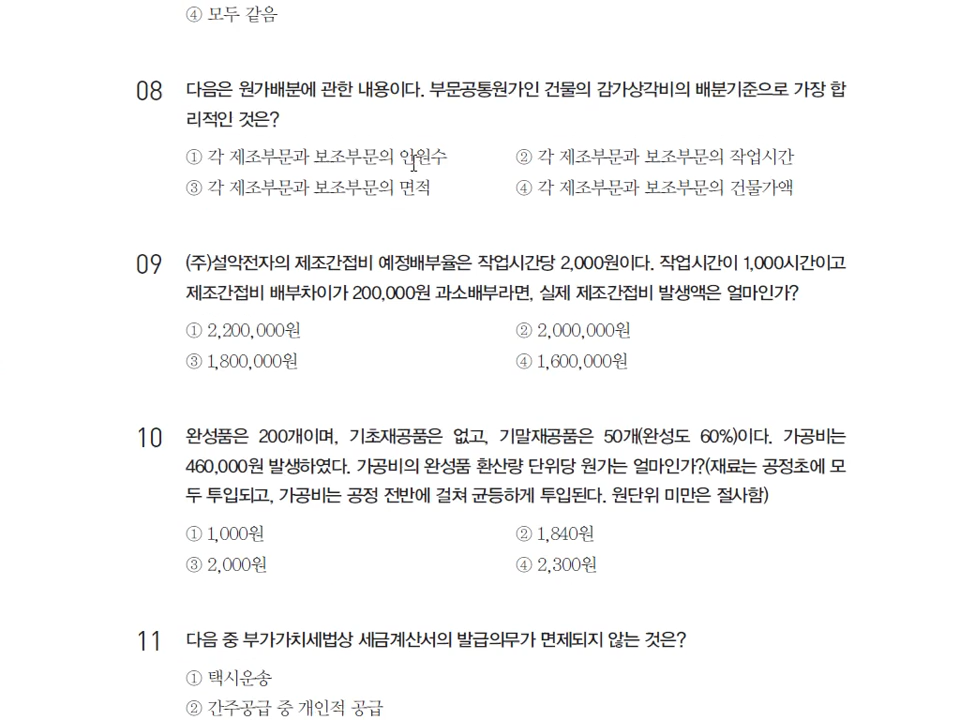 ④ 모두 같음
08 다음은 원가배분에 관한 내용이다. 부문공통원가인 건물의 감가상각비의 배분기준으로 가장 합
리적인 것은?
① 각 제조부문과 보조부문의 인원수 ② 각 제조부문과 보조부문의 작업시간
③ 각 제조부문과 보조부문의 면적 ④ 각 제조부문과 보조부문의 건물가액
09 (주)설악전자의 제조간접비 예정배부율은 작업시간당 2,000원이다. 작업시간이 1,000시간이고
제조간접비 배부차이가 200,000원 과소배부라면, 실제 제조간접비 발생액은 얼마인가?
① 2,200,000원 ② 2,000,000원
③ 1,800,000원 ④ 1,600,000원
10 완성품은 200개이며, 기초재공품은 없고, 기말재공품은 50개(완성도 60%)이다. 가공비는
460,000원 발생하였다. 가공비의 완성품 환산량 단위당 원가는 얼마인가?(재료는 공정초에 모
두 투입되고, 가공비는 공정 전반에 걸쳐 균등하게 투입된다. 원단위 미만은 절사함)
① 1,000원 ② 1,840원
③ 2,000원 ④ 2,300원
11 다음 중 부가가치세법상 세금계산서의 발급의무가 면제되지 않는 것은?
① 택시운송
② 간주공급 중 개인적 공급